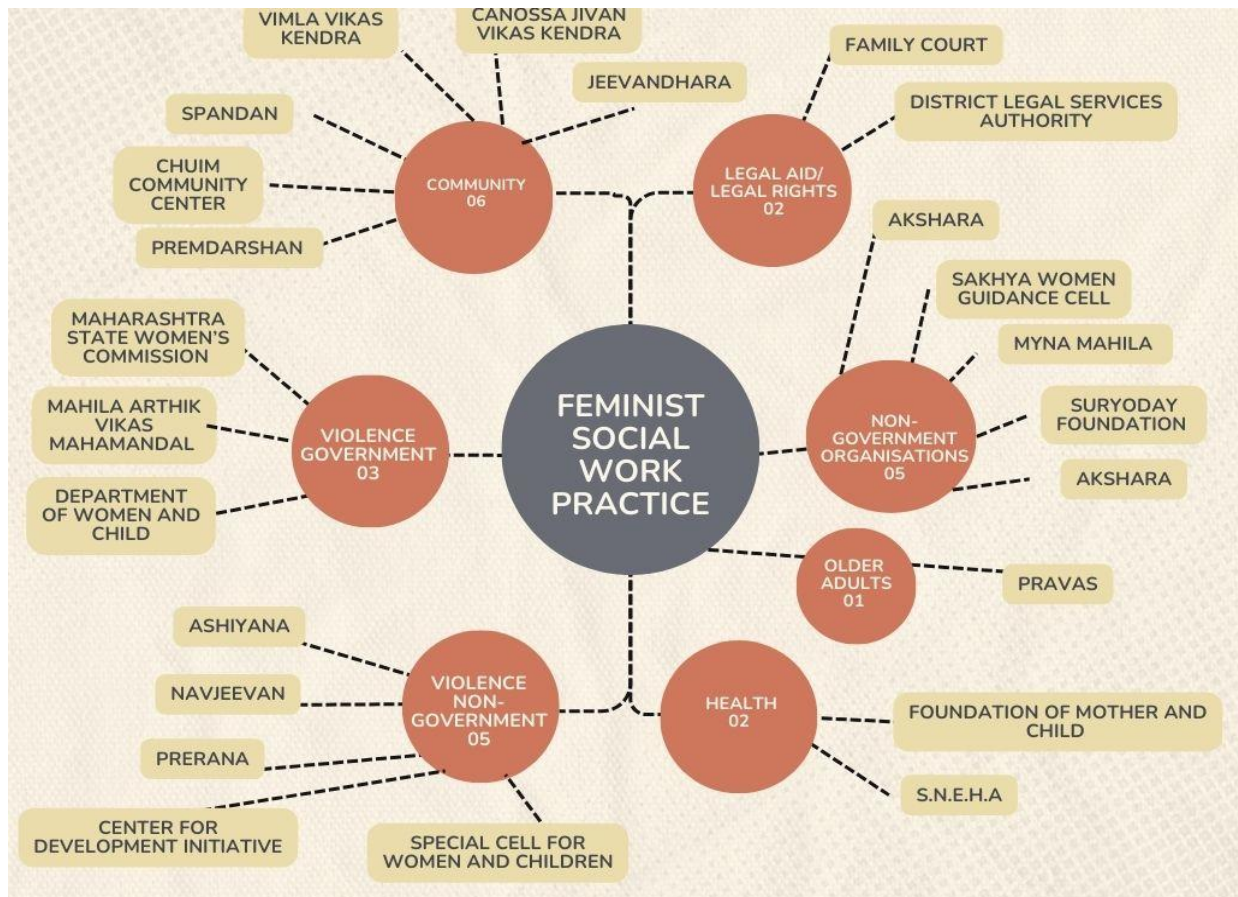 VIMLA VIKAS
KENDRA
CANOSSA JIVAN
VIKAS KENDRA
JEEVANDHARA
SPANDAN
CHUIM
COMMUNITY
CENTER
PREMDARSHAN
COMMUNITY
06
FAMILY COURT
DISTRICT LEGAL SERVICES
AUTHORITY
LEGAL AID/
LEGAL RIGHTS
02
AKSHARA
SAKHYA WOMEN
GUIDANCE CELL
MYNA MAHILA
SURYODAY
FOUNDATION
AKSHARA
NON-
GOVERNMENT
ORGANISATIONS
05
MAHARASHTRA
STATE WOMEN'S
COMMISSION
MAHILA ARTHIK
VIKAS
MAHAMANDAL
DEPARTMENT
OF WOMEN AND
CHILD
VIOLENCE
GOVERNMENT
03
FEMINIST
SOCIAL
WORK
PRACTICE
OLDER
ADULTS
01
PRAVAS
ASHIYANA
NAVJEEVAN
PRERANA
CENTER FOR
DEVELOPMENT INITIATIVE
SPECIAL CELL FOR
WOMEN AND CHILDREN
VIOLENCE
NON-
GOVERNMENT
05
HEALTH
02
FOUNDATION OF MOTHER AND
CHILD
S.N.E.H.A